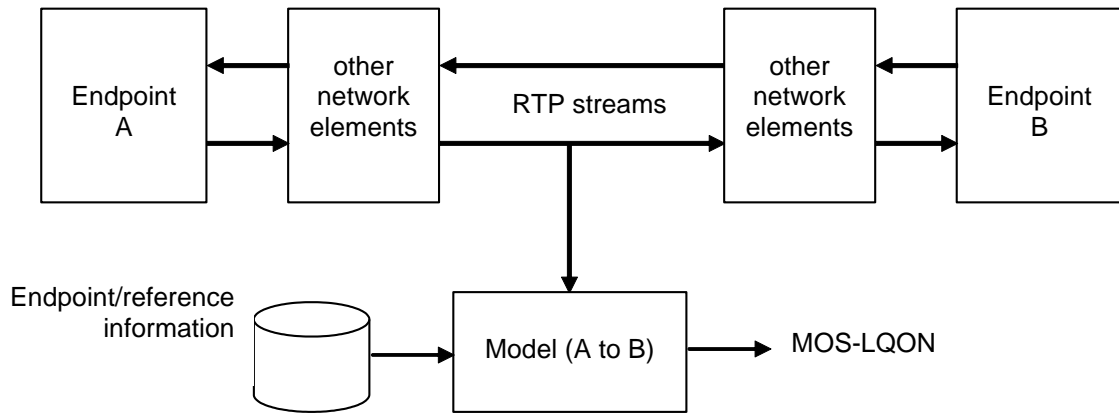 Endpoint
A
other
network
elements
RTP streams
other
network
elements
Endpoint
B
Endpoint/reference
information
Model (A to B)
MOS-LQON